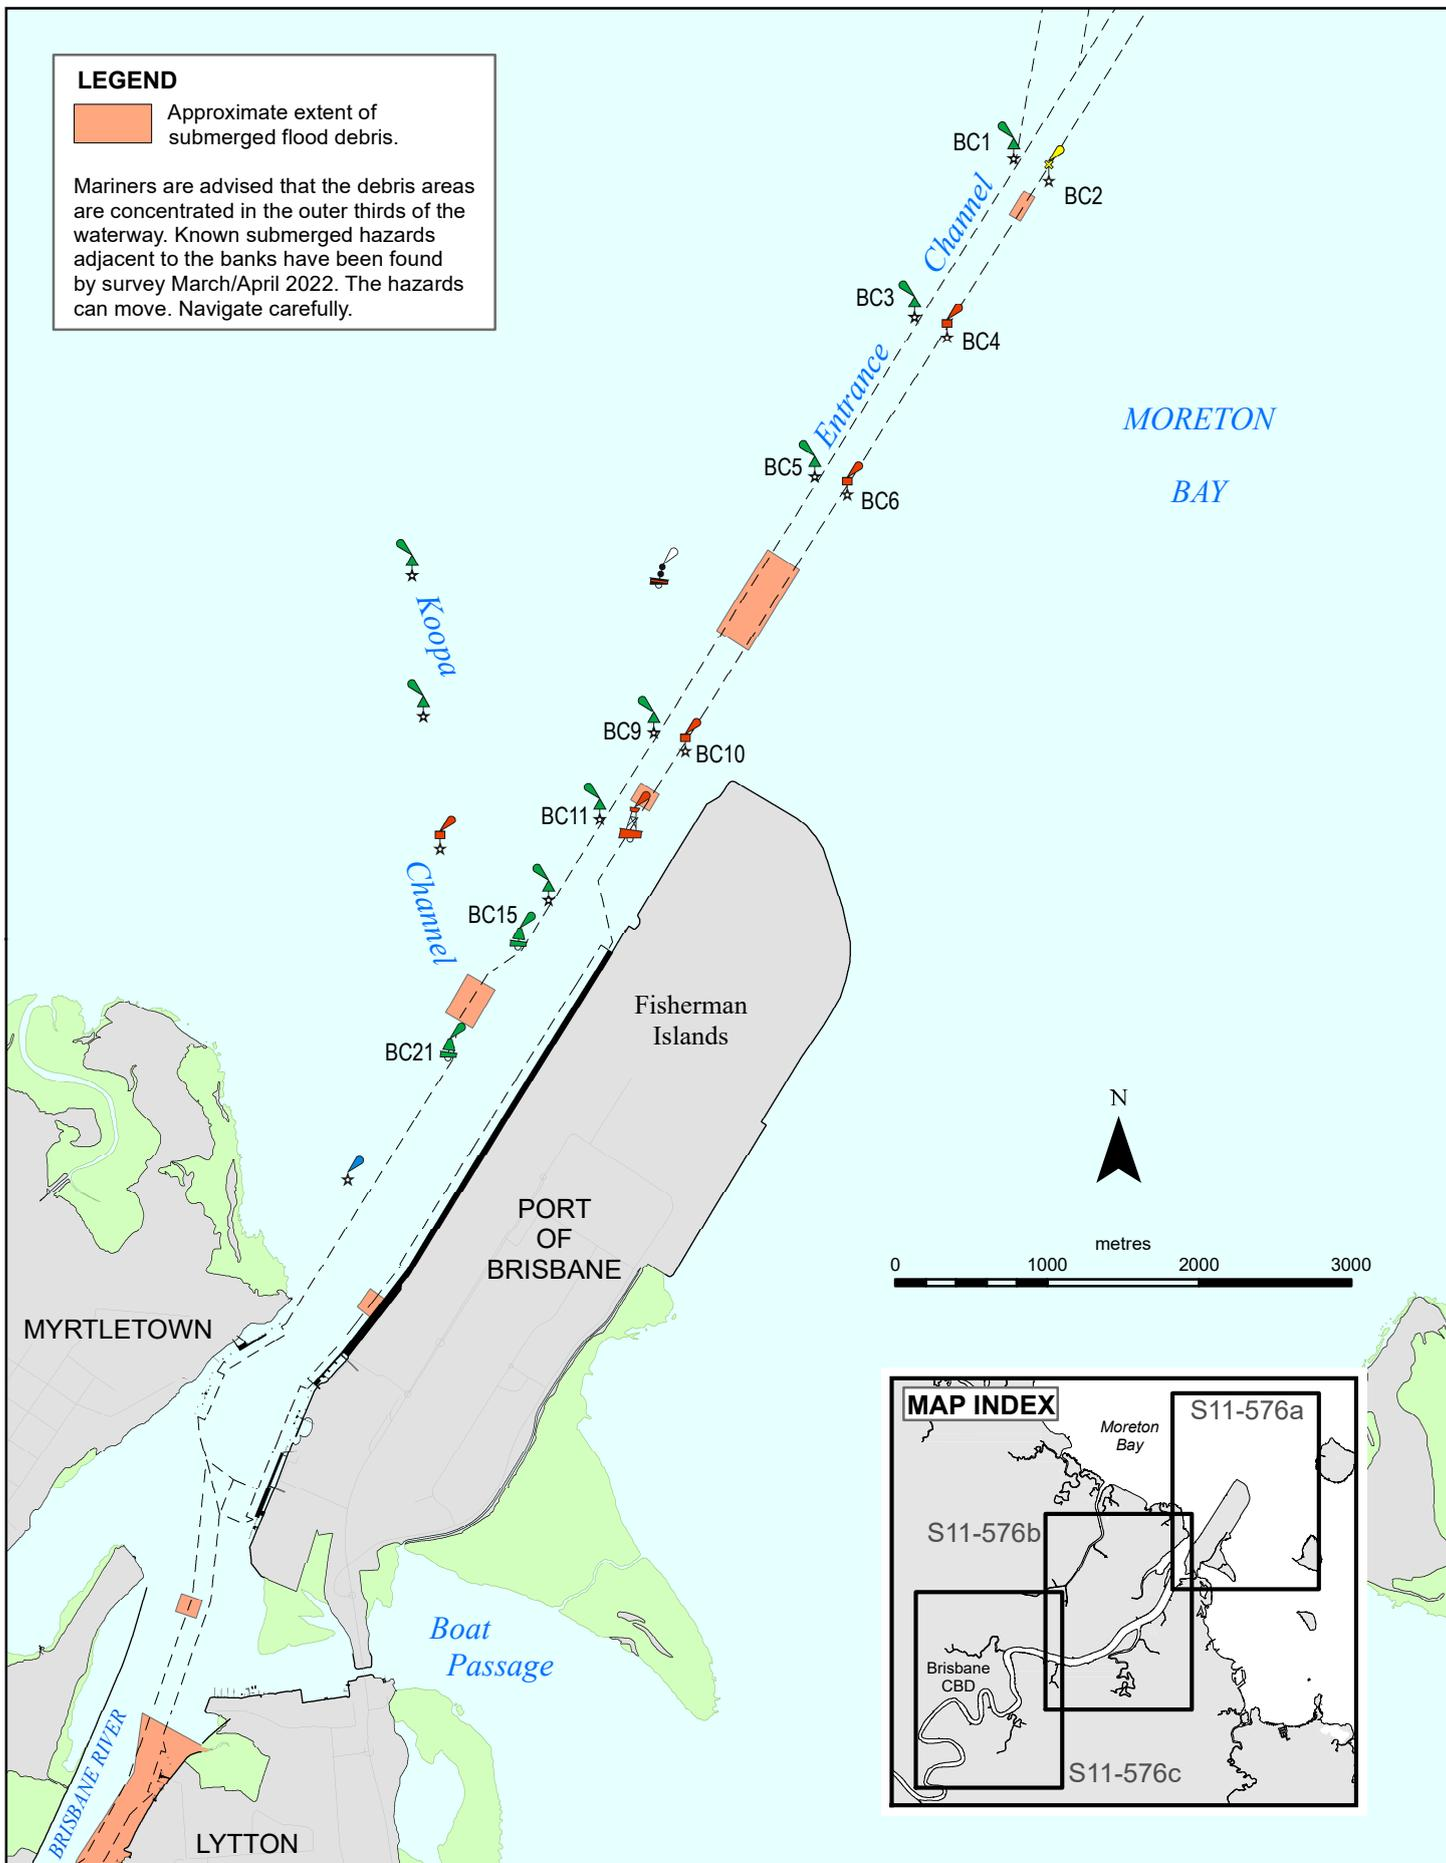 LEGEND
Approximate extent of
submerged flood debris.
Mariners are advised that the debris areas
are concentrated in the outer thirds of the
waterway. Known submerged hazards
adjacent to the banks have been found
by survey March/April 2022. The hazards
can move. Navigate carefully.
BC1
BC2
Channel
BC3
BC4
Entrance
MORETON
BAY
BC5
BC6
Koopa
BC9
BC10
BC11
Channel
BC15
BC21
Fisherman
Islands
N
PORT
OF
BRISBANE
metres
0 1000 2000 3000
MYRTLETOWN
MAP INDEX
S11-576a
Moreton
Bay
S11-576b
Brisbane
CBD
S11-576c
Boat
Passage
BRISBANE RIVER
LYTTON